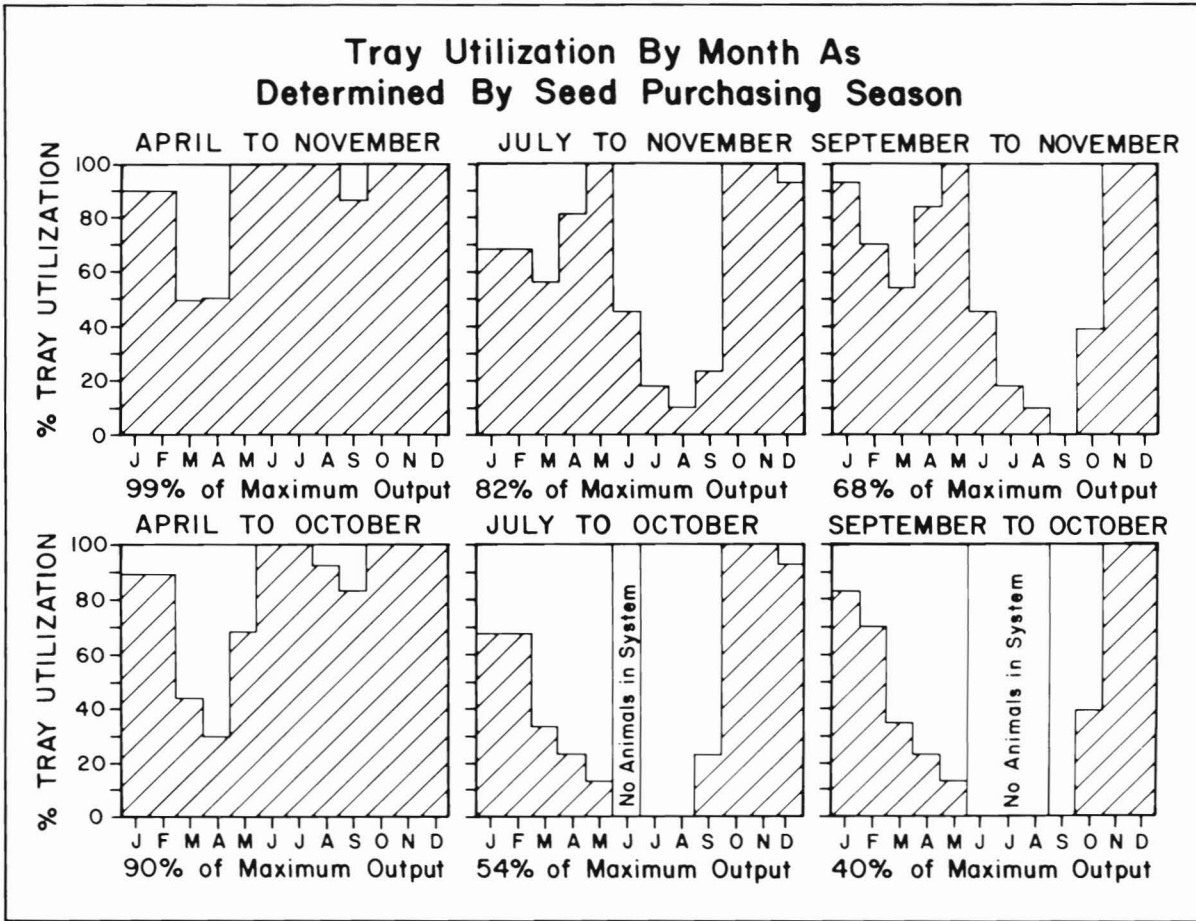 Tray Utilization By Month As
Determined By Seed Purchasing Season
APRIL TO NOVEMBER
JULY TO NOVEMBER
SEPTEMBER TO NOVEMBER
% TRAY UTILIZATION
100
80
60
40
20
0
J F M A M J J A S O N D
J F M A M J J A S O N D
J F M A M J J A S O N D
99% of Maximum Output
82% of Maximum Output
68% of Maximum Output
APRIL TO OCTOBER
JULY TO OCTOBER
SEPTEMBER TO OCTOBER
% TRAY UTILIZATION
100
80
60
40
20
0
No Animals in System
No Animals in System
J F M A M J J A S O N D
J F M A M J J A S O N D
J F M A M J J A S O N D
90% of Maximum Output
54% of Maximum Output
40% of Maximum Output